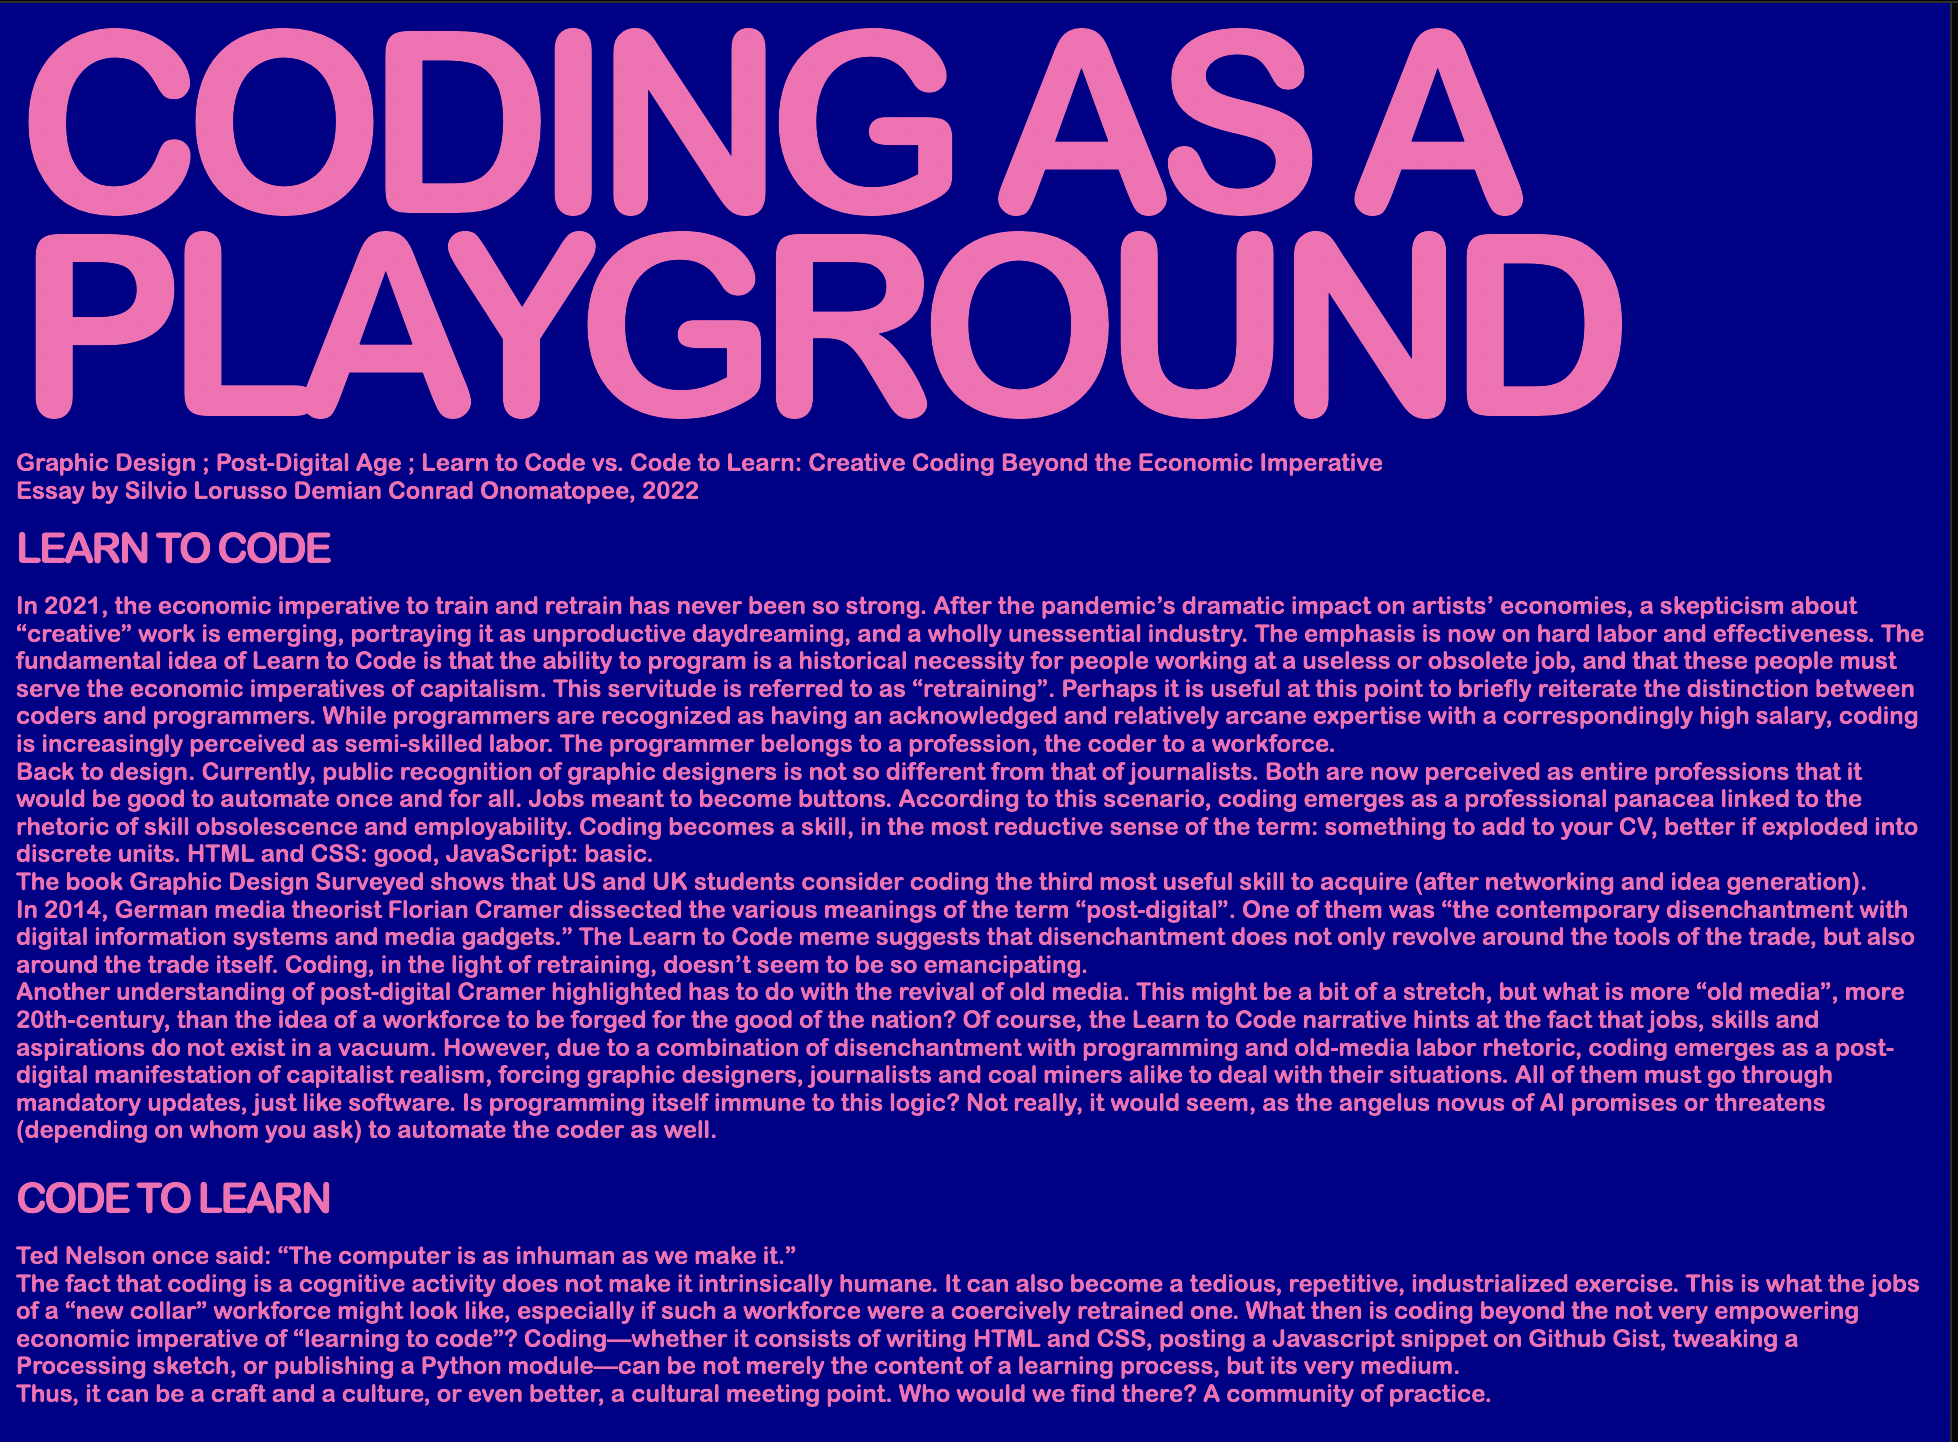 CODING AS A
PLAYGROUND
Graphic Design ; Post-Digital Age ; Learn to Code vs. Code to Learn: Creative Coding Beyond the Economic Imperative
Essay by Silvio Lorusso Demian Conrad Onomatopee, 2022
LEARN TO CODE
In 2021, the economic imperative to train and retrain has never been so strong. After the pandemic’s dramatic impact on artists’ economies, a skepticism about
“creative” work is emerging, portraying it as unproductive daydreaming, and a wholly unessential industry. The emphasis is now on hard labor and effectiveness. The
fundamental idea of Learn to Code is that the ability to program is a historical necessity for people working at a useless or obsolete job, and that these people must
serve the economic imperatives of capitalism. This servitude is referred to as “retraining”. Perhaps it is useful at this point to briefly reiterate the distinction between
coders and programmers. While programmers are recognized as having an acknowledged and relatively arcane expertise with a correspondingly high salary, coding
is increasingly perceived as semi-skilled labor. The programmer belongs to a profession, the coder to a workforce.
Back to design. Currently, public recognition of graphic designers is not so different from that of journalists. Both are now perceived as entire professions that it
would be good to automate once and for all. Jobs meant to become buttons. According to this scenario, coding emerges as a professional panacea linked to the
rhetoric of skill obsolescence and employability. Coding becomes a skill, in the most reductive sense of the term: something to add to your CV, better if exploded into
discrete units. HTML and CSS: good, JavaScript: basic.
The book Graphic Design Surveyed shows that US and UK students consider coding the third most useful skill to acquire (after networking and idea generation).
In 2014, German media theorist Florian Cramer dissected the various meanings of the term “post-digital”. One of them was “the contemporary disenchantment with
digital information systems and media gadgets.” The Learn to Code meme suggests that disenchantment does not only revolve around the tools of the trade, but also
around the trade itself. Coding, in the light of retraining, doesn’t seem to be so emancipating.
Another understanding of post-digital Cramer highlighted has to do with the revival of old media. This might be a bit of a stretch, but what is more “old media”, more
20th-century, than the idea of a workforce to be forged for the good of the nation? Of course, the Learn to Code narrative hints at the fact that jobs, skills and
aspirations do not exist in a vacuum. However, due to a combination of disenchantment with programming and old-media labor rhetoric, coding emerges as a post-
digital manifestation of capitalist realism, forcing graphic designers, journalists and coal miners alike to deal with their situations. All of them must go through
mandatory updates, just like software. Is programming itself immune to this logic? Not really, it would seem, as the angelus novus of AI promises or threatens
(depending on whom you ask) to automate the coder as well.
CODE TO LEARN
Ted Nelson once said: “The computer is as inhuman as we make it.”
The fact that coding is a cognitive activity does not make it intrinsically humane. It can also become a tedious, repetitive, industrialized exercise. This is what the jobs
of a “new collar” workforce might look like, especially if such a workforce were a coercively retrained one. What then is coding beyond the not very empowering
economic imperative of “learning to code”? Coding—whether it consists of writing HTML and CSS, posting a Javascript snippet on Github Gist, tweaking a
Processing sketch, or publishing a Python module—can be not merely the content of a learning process, but its very medium.
Thus, it can be a craft and a culture, or even better, a cultural meeting point. Who would we find there? A community of practice.